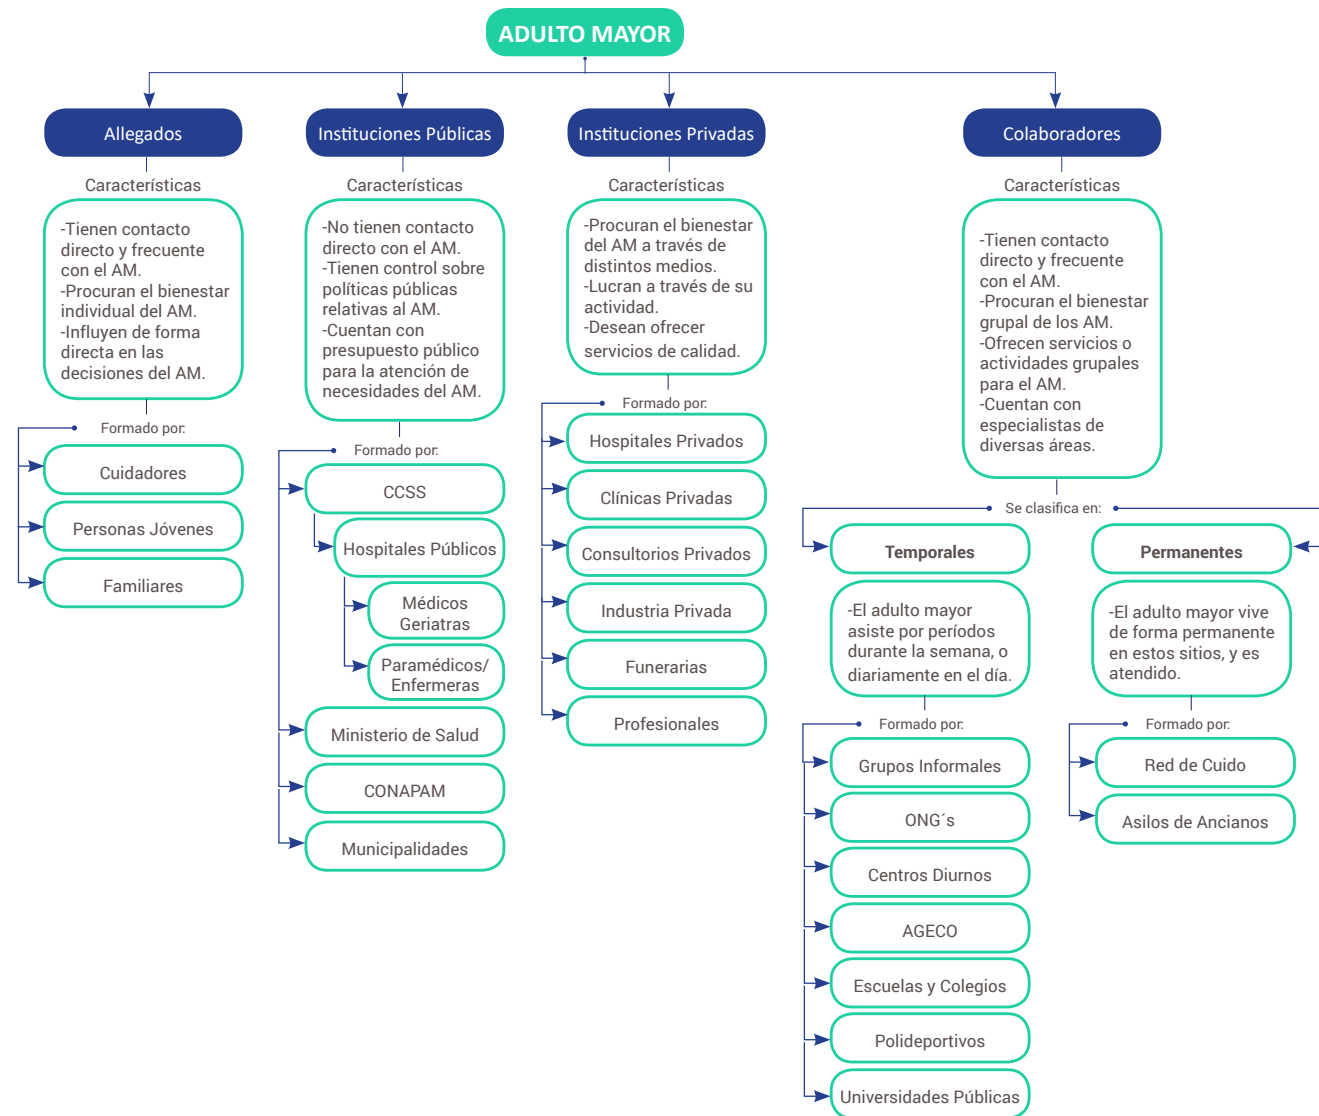 ADULTO MAYOR
Allegados
Características
-Tienen contacto
directo y frecuente
con el AM.
-Procuran el bienestar
individual del AM.
-Influyen de forma
directa en las
decisiones del AM.
Formado por:
Cuidadores
Personas Jóvenes
Familiares
Instituciones Públicas
Características
-No tienen contacto
directo con el AM.
-Tienen control sobre
políticas públicas
relativas al AM.
-Cuentan con
presupuesto público
para la atención de
necesidades del AM.
Formado por:
CCSS
Hospitales Públicos
Médicos
Geriatras
Paramédicos/
Enfermeras
Ministerio de Salud
CONAPAM
Municipalidades
Instituciones Privadas
Características
-Procuran el bienestar
del AM a través de
distintos medios.
-Lucran a través de su
actividad.
-Desean ofrecer
servicios de calidad.
Formado por:
Hospitales Privados
Clínicas Privadas
Consultorios Privados
Industria Privada
Funerarias
Profesionales
Colaboradores
Características
-Tienen contacto
directo y frecuente
con el AM.
-Procuran el bienestar
grupal de los AM.
-Ofrecen servicios o
actividades grupales
para el AM.
-Cuentan con
especialistas de
diversas áreas.
Se clasifica en:
Temporales
-El adulto mayor
asiste por períodos
durante la semana, o
diariamente en el día.
Formado por:
Grupos Informales
ONG´s
Centros Diurnos
AGECO
Escuelas y Colegios
Polideportivos
Universidades Públicas
Permanentes
-El adulto mayor vive
de forma permanente
en estos sitios, y es
atendido.
Formado por:
Red de Cuido
Asilos de Ancianos